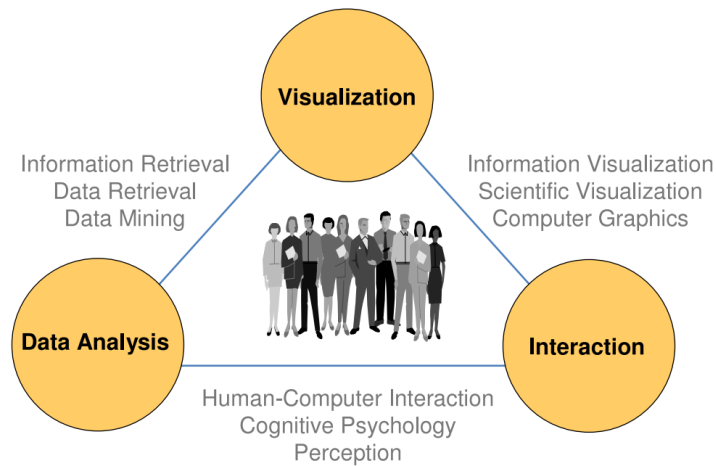 Visualization
Information Retrieval
Data Retrieval
Data Mining
Information Visualization
Scientific Visualization
Computer Graphics
Data Analysis
Interaction
Human-Computer Interaction
Cognitive Psychology
Perception